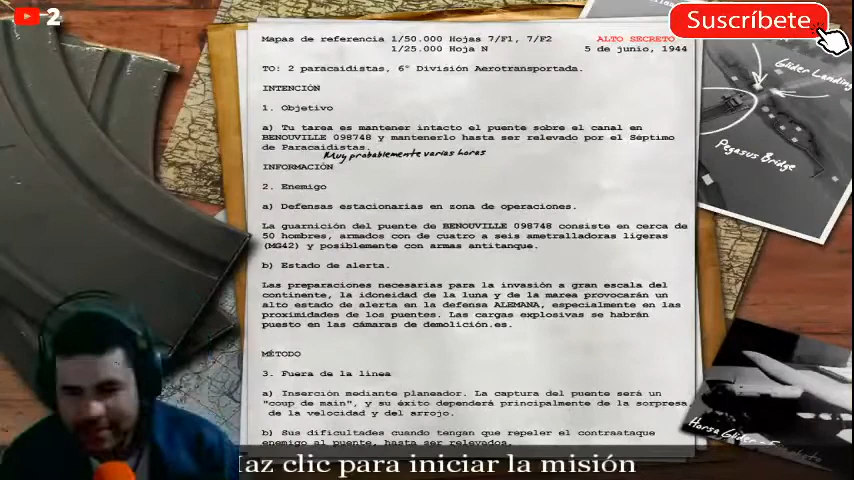 2
Suscríbete
Mapas de referencia 1/50.000 Hojas 7/F1, 7/F2
ALTO SECRETO
1/25.000 Hoja N
5 de junio, 1944
TO: 2 paracaidistas, 6ª División Aerotransportada.
INTENCIÓN
1. Objetivo
a) Tu tarea es mantener intacto el puente sobre el canal en
BENOUVILLE 098748 y mantenerlo hasta ser relevado por el Séptimo
de Paracaidistas.
Muy probablemente varias horas
INFORMACIÓN
2. Enemigo
a) Defensas estacionarias en zona de operaciones.
La guarnición del puente de BENOUVILLE 098748 consiste en cerca de
50 hombres, armados con de cuatro a seis ametralladoras ligeras
(MG42) y posiblemente con armas antitanque.
b) Estado de alerta.
Las preparaciones necesarias para la invasión a gran escala del
continente, la idoneidad de la luna y de la marea provocarán un
alto estado de alerta en la defensa ALEMANA, especialmente en las
proximidades de los puentes. Las cargas explosivas se habrán
puesto en las cámaras de demolición.es.
MÉTODO
3. Fuera de la línea
a) Inserción mediante planeador. La captura del puente será un
"coup de main", y su éxito dependerá principalmente de la sorpresa,
de la velocidad y del arrojo.
b) Sus dificultades cuando tengan que repeler el contraataque
enemigo al puente, hasta ser relevados.
Glider Landing
Pegasus Bridge
Horsa Glider
Haz clic para iniciar la misión